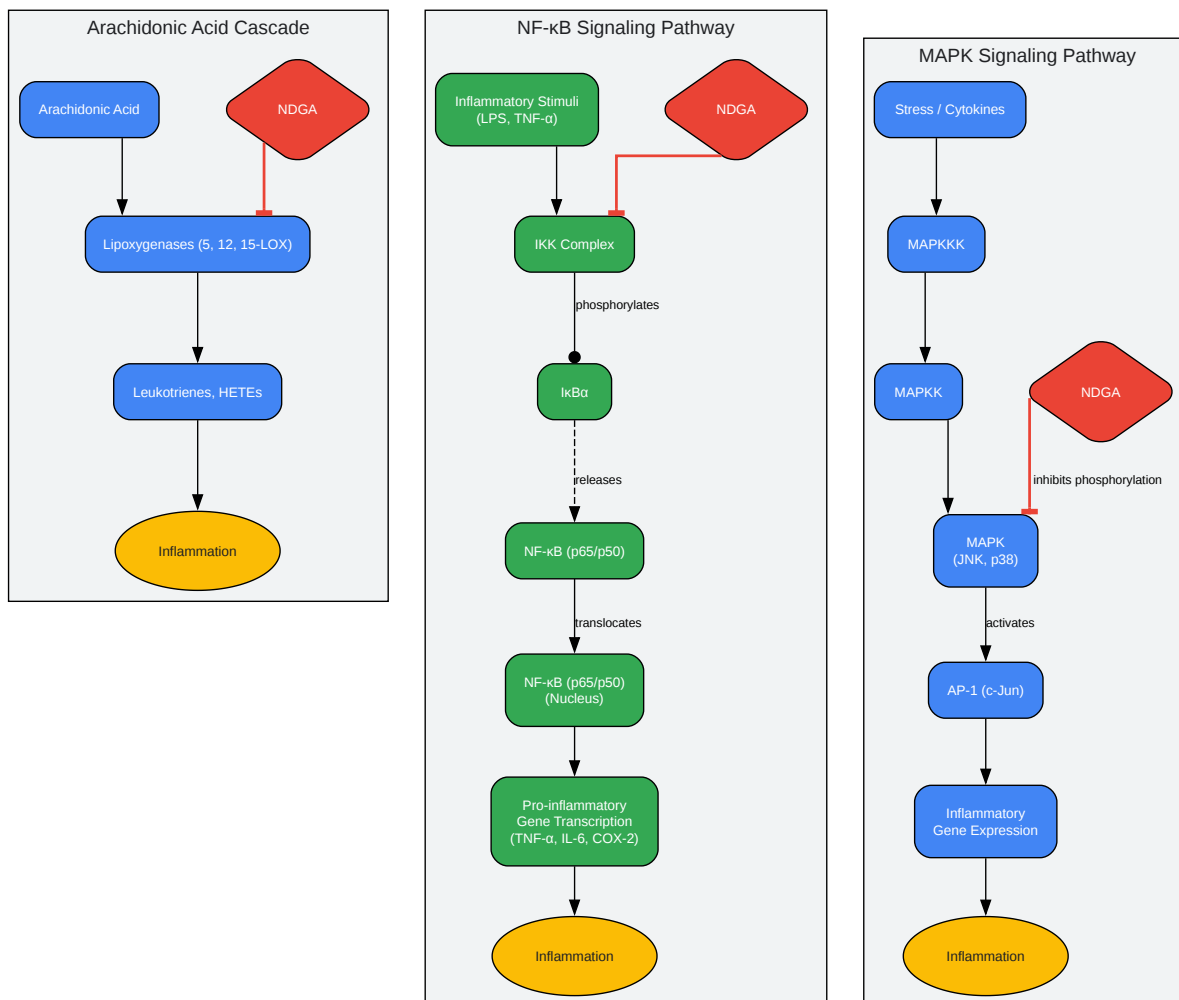 Arachidonic Acid Cascade
Arachidonic Acid
NDGA
Lipoxygenases (5, 12, 15-LOX)
Leukotrienes, HETEs
Inflammation
NF-κB Signaling Pathway
Inflammatory Stimuli
(LPS, TNF-α)
NDGA
IKK Complex
phosphorylates
IκBα
releases
NF-κB (p65/p50)
translocates
NF-κB (p65/p50)
(Nucleus)
Pro-inflammatory
Gene Transcription
(TNF-α, IL-6, COX-2)
Inflammation
MAPK Signaling Pathway
Stress / Cytokines
MAPKKK
MAPKK
NDGA
inhibits phosphorylation
MAPK
(JNK, p38)
activates
AP-1 (c-Jun)
Inflammatory
Gene Expression
Inflammation